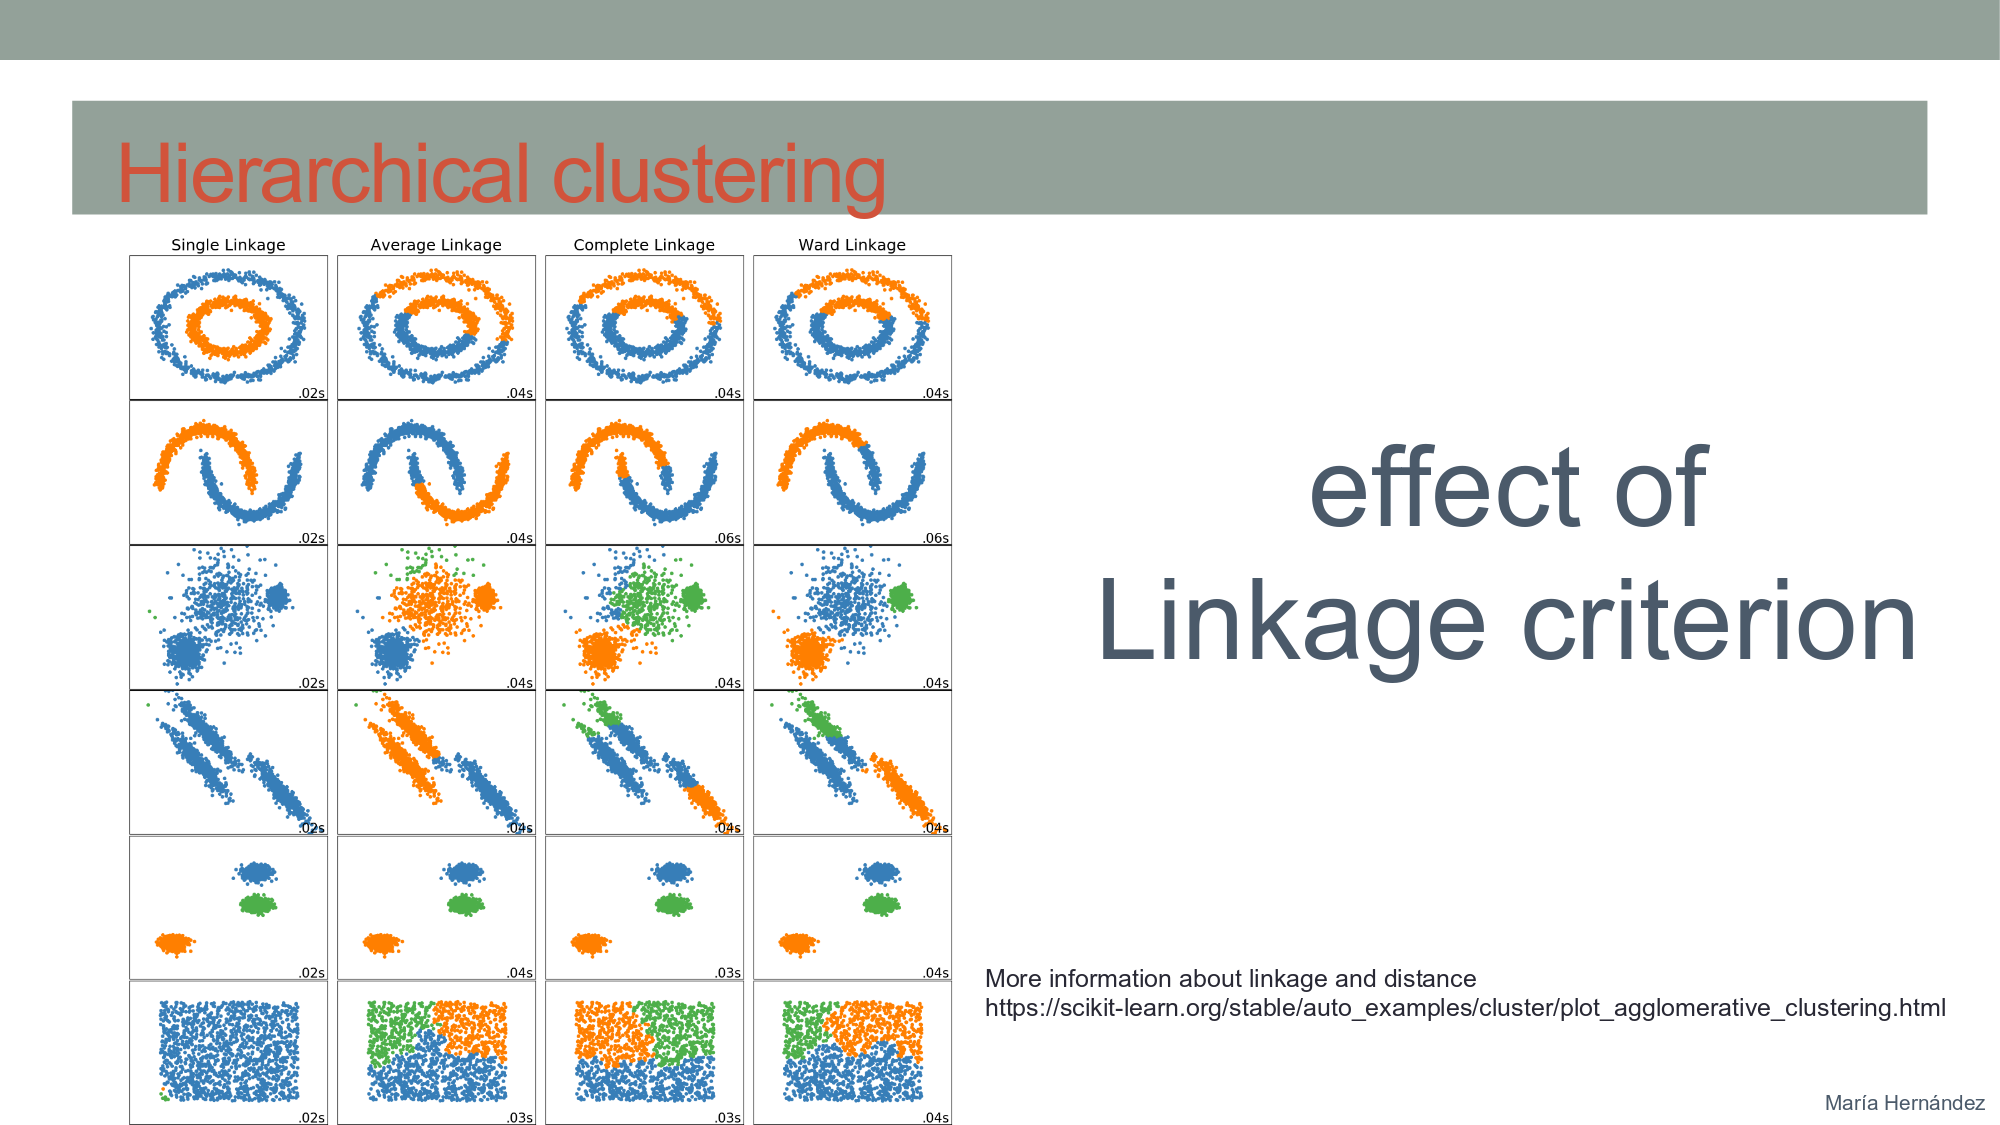 Hierarchical clustering
Single Linkage Average Linkage Complete Linkage Ward Linkage
.02s .04s .04s .04s
.02s .04s .06s .06s
.02s .04s .04s .04s
.02s .04s .04s .04s
.02s .04s .03s .04s
.02s .03s .03s .04s
effect of
Linkage criterion
More information about linkage and distance
https://scikit-learn.org/stable/auto_examples/cluster/plot_agglomerative_clustering.html
María Hernández